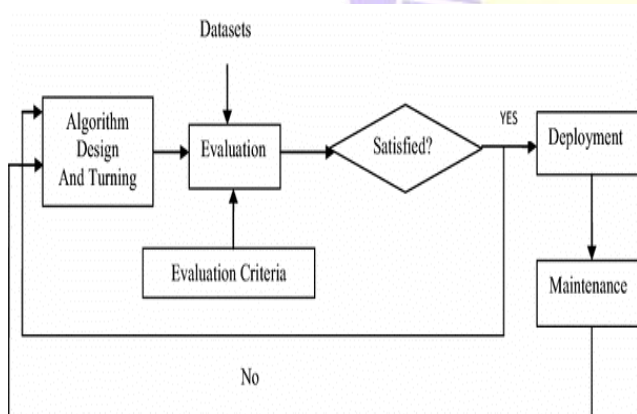 Datasets
Algorithm
Design
And Turning
Evaluation
Satisfied?
YES
Deployment
Evaluation Criteria
Maintenance
No